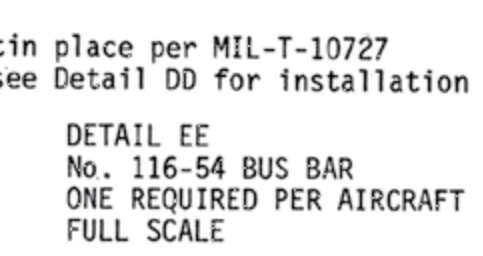 tin place per MIL-T-10727
see Detail DD for installation
DETAIL EE
No. 116-54 BUS BAR
ONE REQUIRED PER AIRCRAFT
FULL SCALE